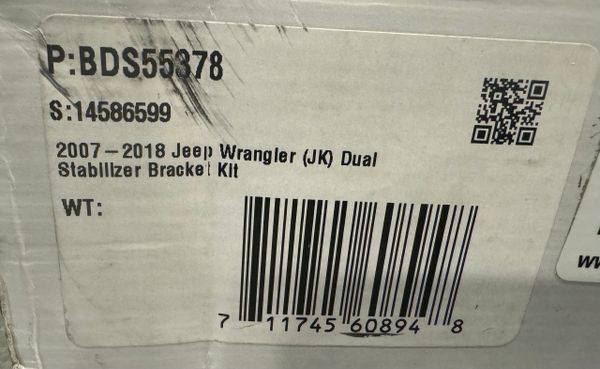 P:BDS55378
S:14586599
2007-2018 Jeep Wrangler (JK) Dual
Stabilizer Bracket Kit
WT:
7 11745 60894 8